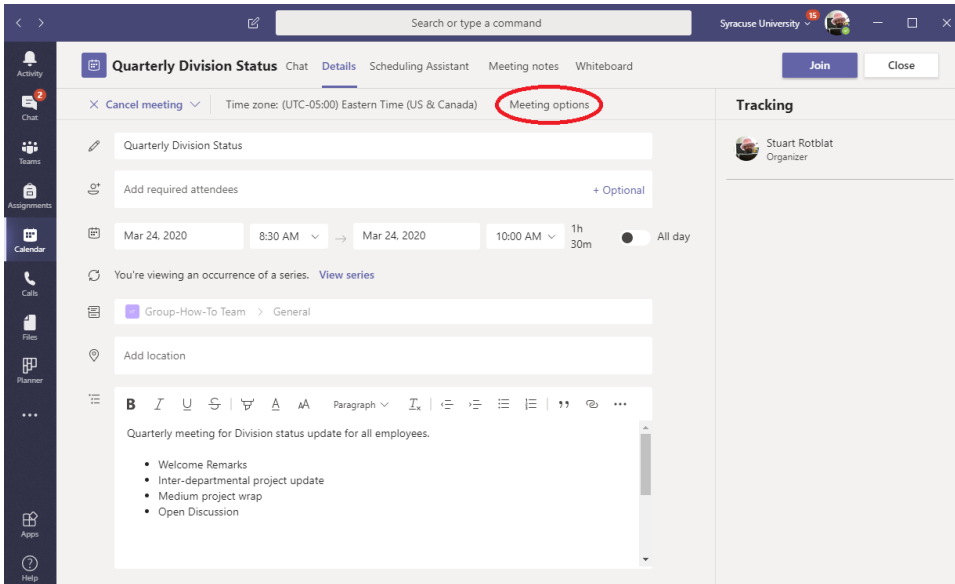 Search or type a command
Syracuse University
15
Activity
2
Chat
Teams
Assignments
Calendar
Calls
Files
Planner
Apps
Help
Quarterly Division Status Chat Details Scheduling Assistant Meeting notes Whiteboard
Join Close
Cancel meeting Time zone: (UTC-05:00) Eastern Time (US & Canada) Meeting options
Quarterly Division Status
Add required attendees + Optional
Mar 24, 2020 8:30 AM → Mar 24, 2020 10:00 AM 1h 30m All day
You're viewing an occurrence of a series. View series
Group-How-To Team > General
Add location
B I U S A AA Paragraph Tx
Quarterly meeting for Division status update for all employees.
• Welcome Remarks
• Inter-departmental project update
• Medium project wrap
• Open Discussion
Tracking
Stuart Rotblat
Organizer